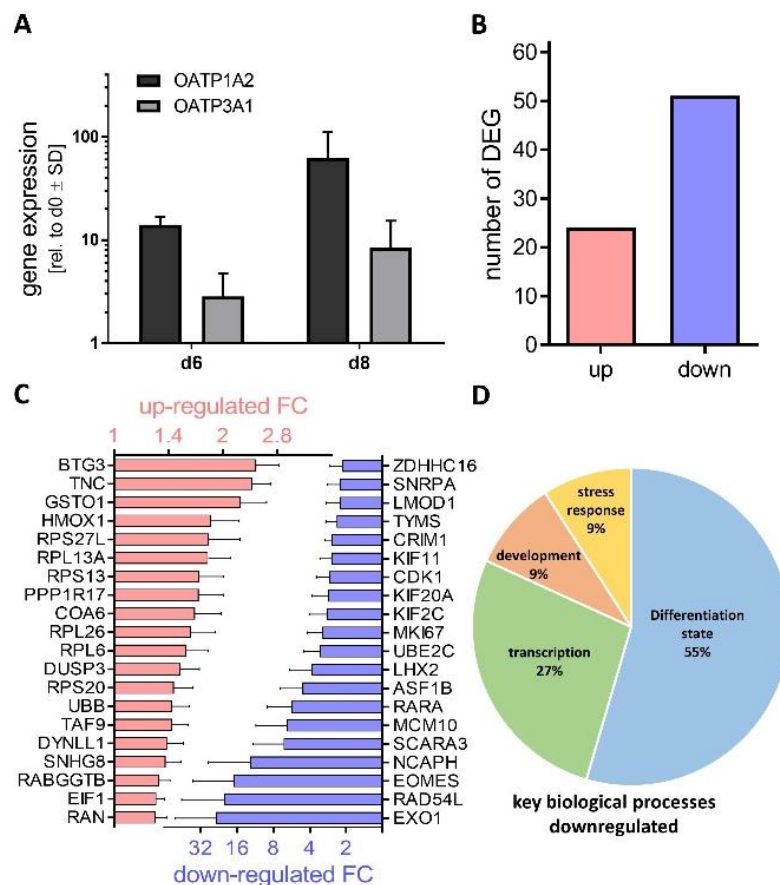 A
OATP1A2
OATP3A1
gene expression
[rel. to d0 ± SD]
100
10
1
d6
d8
B
number of DEG
60
50
40
30
20
10
0
up
down
C
up-regulated FC
1
1.4
2
2.8
BTG3
TNC
GSTO1
HMOX1
RPS27L
RPL13A
RPS13
PPP1R17
COA6
RPL26
RPL6
DUSP3
RPS20
UBB
TAF9
DYNLL1
SNHG8
RABGGTB
EIF1
RAN
ZDHHC16
SNRPA
LMOD1
TYMS
CRIM1
KIF11
CDK1
KIF20A
KIF2C
MKI67
UBE2C
LHX2
ASF1B
RARA
MCM10
SCARA3
NCAPH
EOMES
RAD54L
EXO1
32
16
8
4
2
down-regulated FC
D
stress
response
9%
development
9%
transcription
27%
Differentiation
state
55%
key biological processes
downregulated